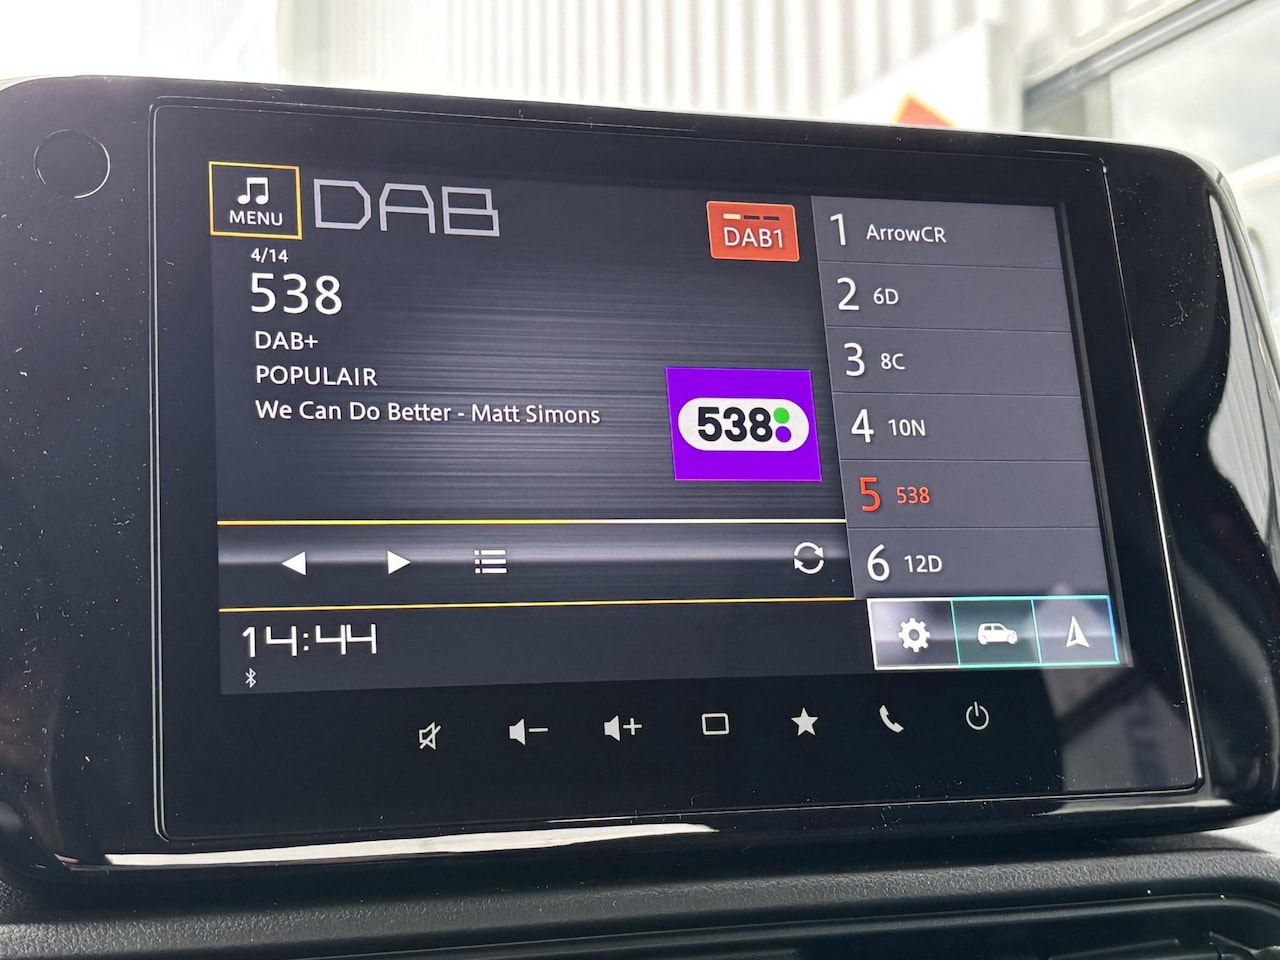 MENU
DAB
DAB1
4/14
538
DAB+
POPULAIR
We Can Do Better - Matt Simons
538
1 ArrowCR
2 6D
3 8C
4 10N
5 538
6 12D
14:44